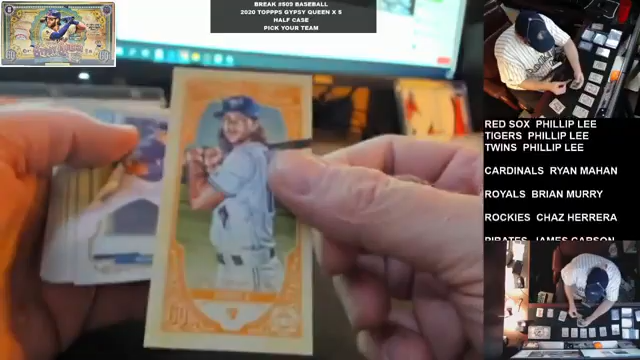 BREAK #509 BASEBALL
2020 TOPPPS GYPSY QUEEN X 5
HALF CASE
PICK YOUR TEAM
RED SOX PHILLIP LEE
TIGERS PHILLIP LEE
TWINS PHILLIP LEE
CARDINALS RYAN MAHAN
ROYALS BRIAN MURRY
ROCKIES CHAZ HERRERA
PIRATES JAMES CARSON